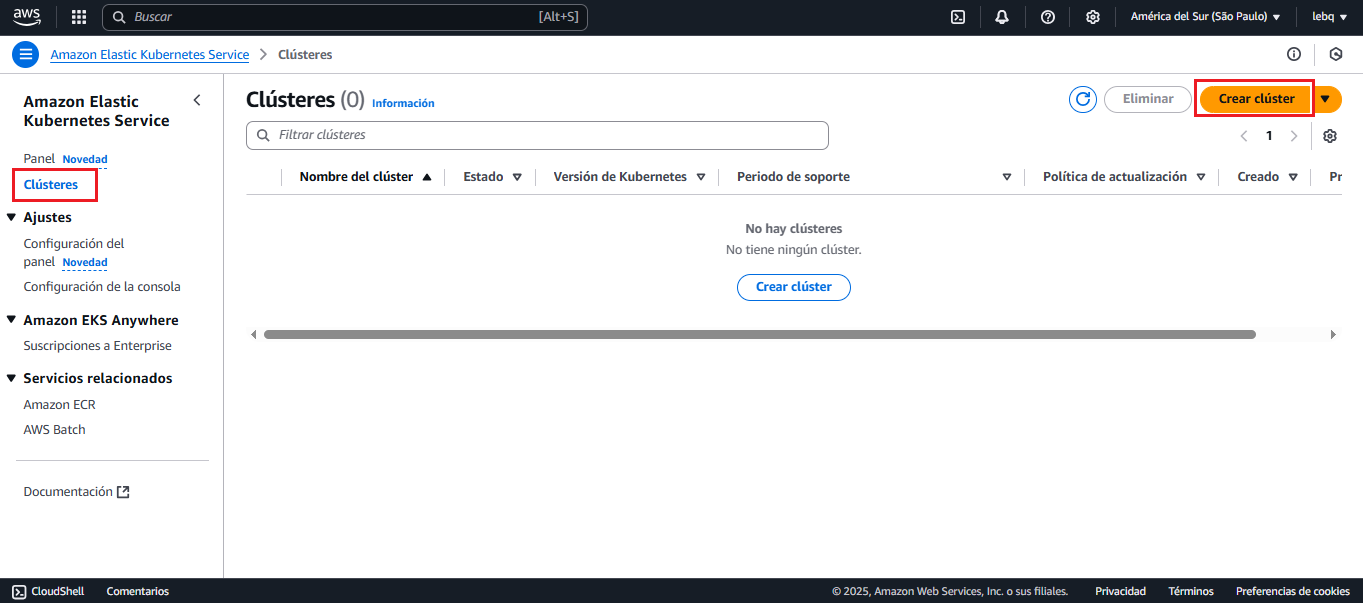 aws
Buscar [Alt+S]
América del Sur (São Paulo) lebq
Amazon Elastic Kubernetes Service > Clústeres
Amazon Elastic
Kubernetes Service
Panel Novedad
Clústeres
Ajustes
Configuración del
panel Novedad
Configuración de la consola
Amazon EKS Anywhere
Suscripciones a Enterprise
Servicios relacionados
Amazon ECR
AWS Batch
Documentación
Clústeres (0) Información
Eliminar
Crear clúster
Filtrar clústeres
1
Nombre del clúster Estado Versión de Kubernetes Periodo de soporte Política de actualización Creado Pr
No hay clústeres
No tiene ningún clúster.
Crear clúster
CloudShell Comentarios © 2025, Amazon Web Services, Inc. o sus filiales. Privacidad Términos Preferencias de cookies